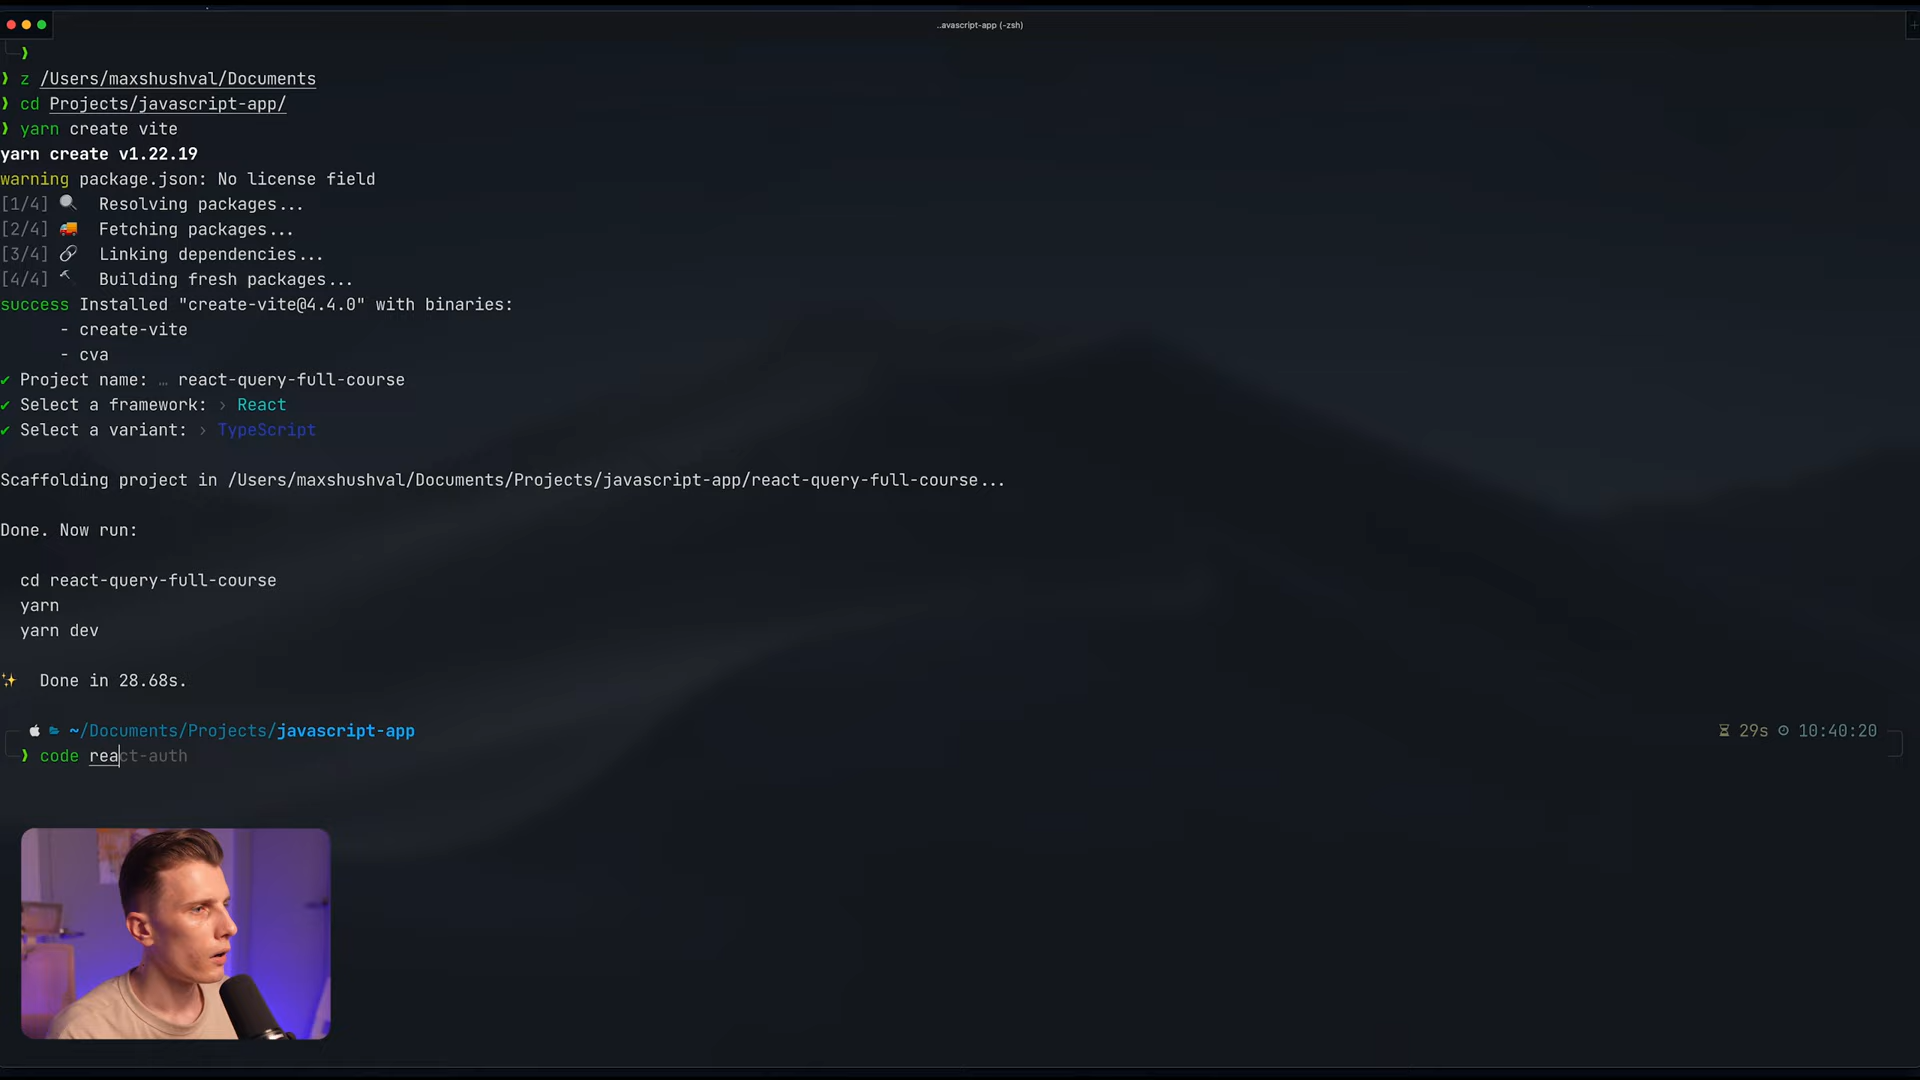 ..avascript-app (-zsh)
❯
❯ z /Users/maxshushval/Documents
❯ cd Projects/javascript-app/
❯ yarn create vite
yarn create v1.22.19
warning package.json: No license field
[1/4] 🔍 Resolving packages...
[2/4] 🚚 Fetching packages...
[3/4] 🔗 Linking dependencies...
[4/4] 🔨 Building fresh packages...
success Installed "create-vite@4.4.0" with binaries:
- create-vite
- cva
✔ Project name: … react-query-full-course
✔ Select a framework: › React
✔ Select a variant: › TypeScript
Scaffolding project in /Users/maxshushval/Documents/Projects/javascript-app/react-query-full-course...
Done. Now run:
cd react-query-full-course
yarn
yarn dev
✨ Done in 28.68s.
~/Documents/Projects/javascript-app 29s 10:40:20
❯ code react-auth